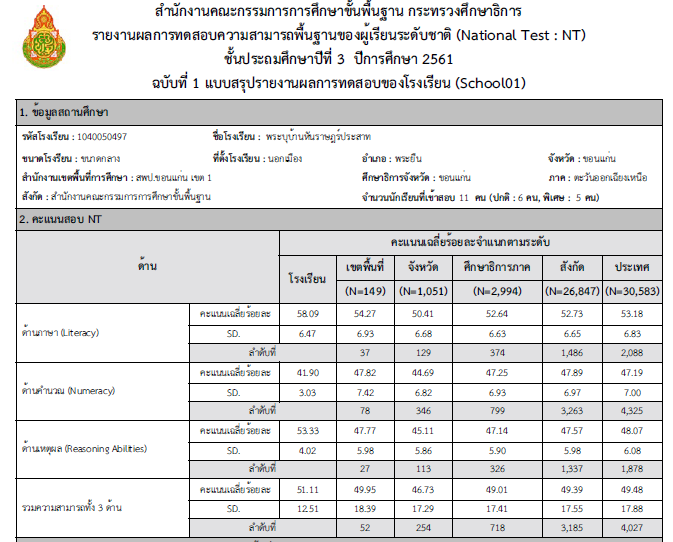 สำนักงานคณะกรรมการการศึกษาขั้นพื้นฐาน กระทรวงศึกษาธิการ
รายงานผลการทดสอบความสามารถพื้นฐานของผู้เรียนระดับชาติ (National Test : NT)
ชั้นประถมศึกษาปีที่ 3 ปีการศึกษา 2561
ฉบับที่ 1 แบบสรุปรายงานผลการทดสอบของโรงเรียน (School01)
1. ข้อมูลสถานศึกษา
รหัสโรงเรียน : 1040050497 ชื่อโรงเรียน : พระบุบ้านหันราษฎร์ประสาท
ขนาดโรงเรียน : ขนาดกลาง ที่ตั้งโรงเรียน : นอกเมือง อำเภอ : พระยืน จังหวัด : ขอนแก่น
สำนักงานเขตพื้นที่การศึกษา : สพป.ขอนแก่น เขต 1 ศึกษาธิการจังหวัด : ขอนแก่น ภาค : ตะวันออกเฉียงเหนือ
สังกัด : สำนักงานคณะกรรมการการศึกษาขั้นพื้นฐาน จำนวนนักเรียนที่เข้าสอบ 11 คน (ปกติ : 6 คน, พิเศษ : 5 คน)
2. คะแนนสอบ NT
ด้าน คะแนนเฉลี่ยร้อยละจำแนกตามระดับ
โรงเรียน เขตพื้นที่ จังหวัด ศึกษาธิการภาค สังกัด ประเทศ
(N=149) (N=1,051) (N=2,994) (N=26,847) (N=30,583)
ด้านภาษา (Literacy) คะแนนเฉลี่ยร้อยละ 58.09 54.27 50.41 52.64 52.73 53.18
SD. 6.47 6.93 6.68 6.63 6.65 6.83
ลำดับที่ 37 129 374 1,486 2,088
ด้านคำนวณ (Numeracy) คะแนนเฉลี่ยร้อยละ 41.90 47.82 44.69 47.25 47.89 47.19
SD. 3.03 7.42 6.82 6.93 6.97 7.00
ลำดับที่ 78 346 799 3,263 4,325
ด้านเหตุผล (Reasoning Abilities) คะแนนเฉลี่ยร้อยละ 53.33 47.77 45.11 47.14 47.57 48.07
SD. 4.02 5.98 5.86 5.90 5.98 6.08
ลำดับที่ 27 113 326 1,337 1,878
รวมความสามารถทั้ง 3 ด้าน คะแนนเฉลี่ยร้อยละ 51.11 49.95 46.73 49.01 49.39 49.48
SD. 12.51 18.39 17.29 17.41 17.55 17.88
ลำดับที่ 52 254 718 3,185 4,027